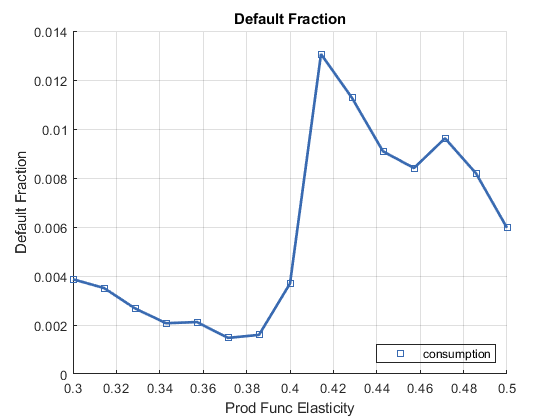 Default Fraction
0.014
0.012
0.01
0.008
0.006
0.004
0.002
0
Default Fraction
consumption
0.3 0.32 0.34 0.36 0.38 0.4 0.42 0.44 0.46 0.48 0.5
Prod Func Elasticity